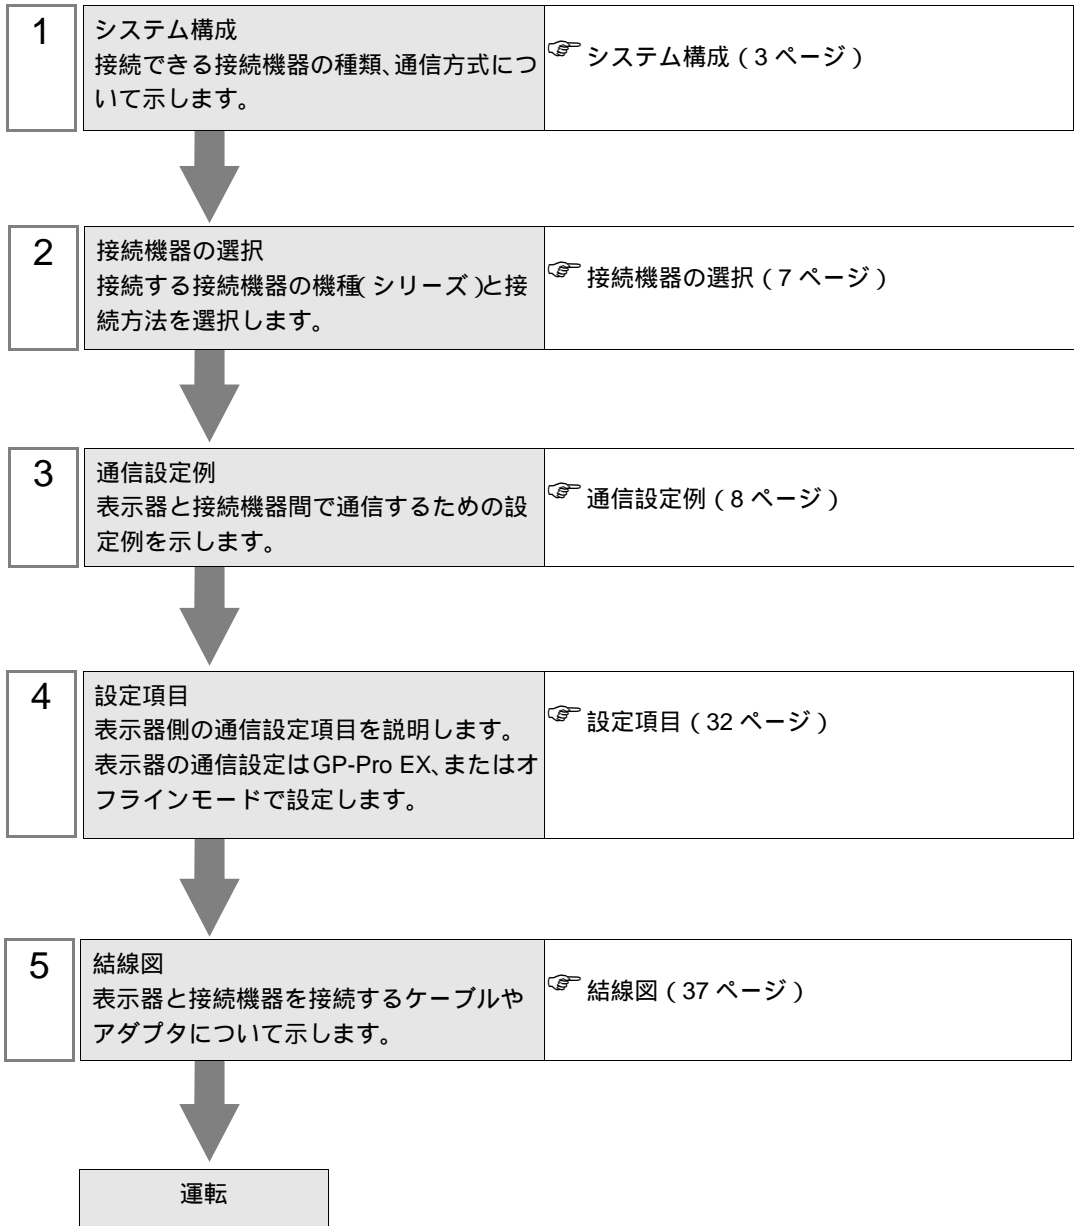 1
システム構成
接続できる接続機器の種類、通信方式につ
いて示します。
☞ システム構成 ( 3 ページ )
2
接続機器の選択
接続する接続機器の機種( シリーズ )と接
続方法を選択します。
☞ 接続機器の選択 ( 7 ページ )
3
通信設定例
表示器と接続機器間で通信するための設
定例を示します。
☞ 通信設定例 ( 8 ページ )
4
設定項目
表示器側の通信設定項目を説明します。
表示器の通信設定はGP-Pro EX、またはオ
フラインモードで設定します。
☞ 設定項目 ( 32 ページ )
5
結線図
表示器と接続機器を接続するケーブルや
アダプタについて示します。
☞ 結線図 ( 37 ページ )
運転